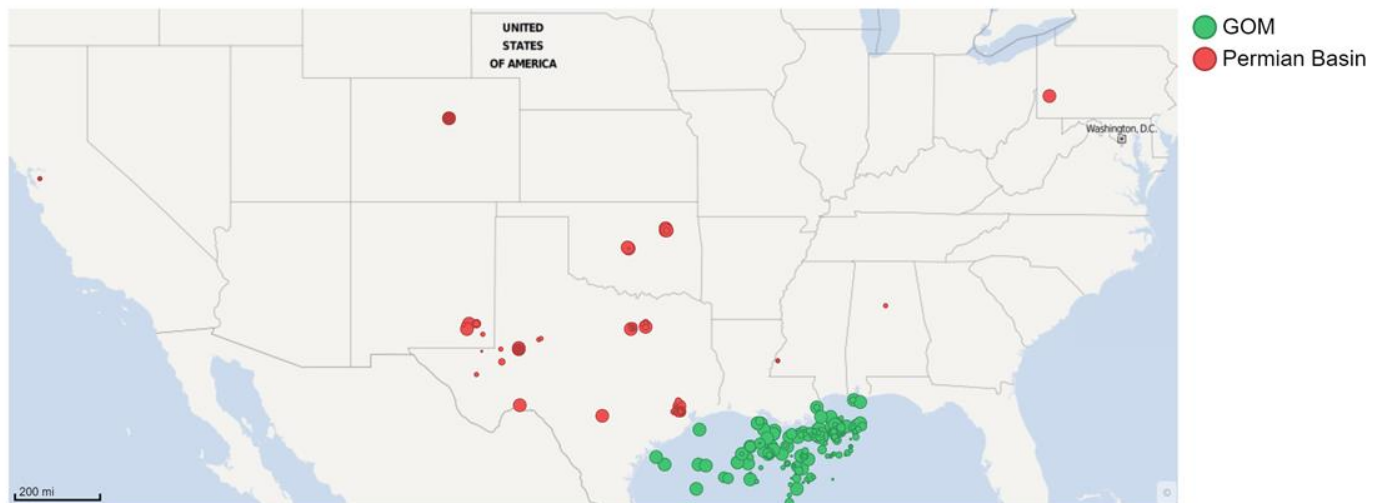 UNITED
STATES
OF AMERICA
GOM
Permian Basin
Washington, D.C.
200 mi
©